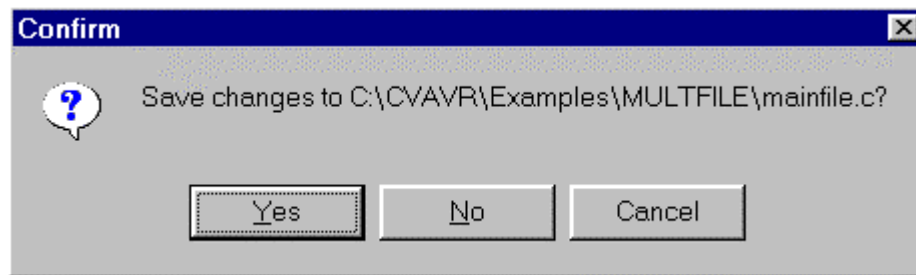 Confirm
Save changes to C:\CVAVR\Examples\MULTFILE\mainfile.c?
Yes No Cancel